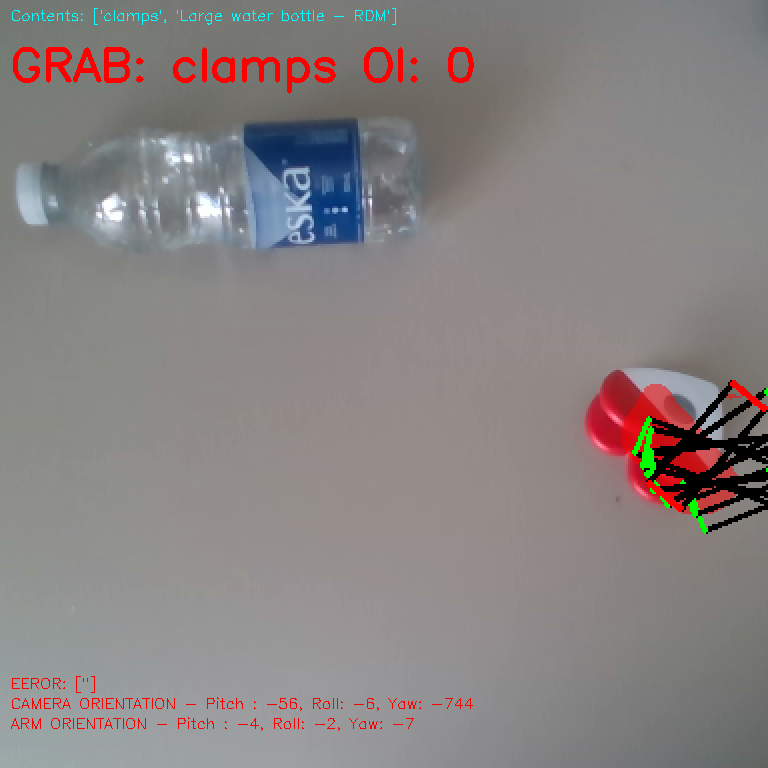 Contents: ['clamps', 'Large water bottle - RDM']
GRAB: clamps OI: 0
eska
EEROR: ['']
CAMERA ORIENTATION - Pitch : -56, Roll: -6, Yaw: -744
ARM ORIENTATION - Pitch : -4, Roll: -2, Yaw: -7